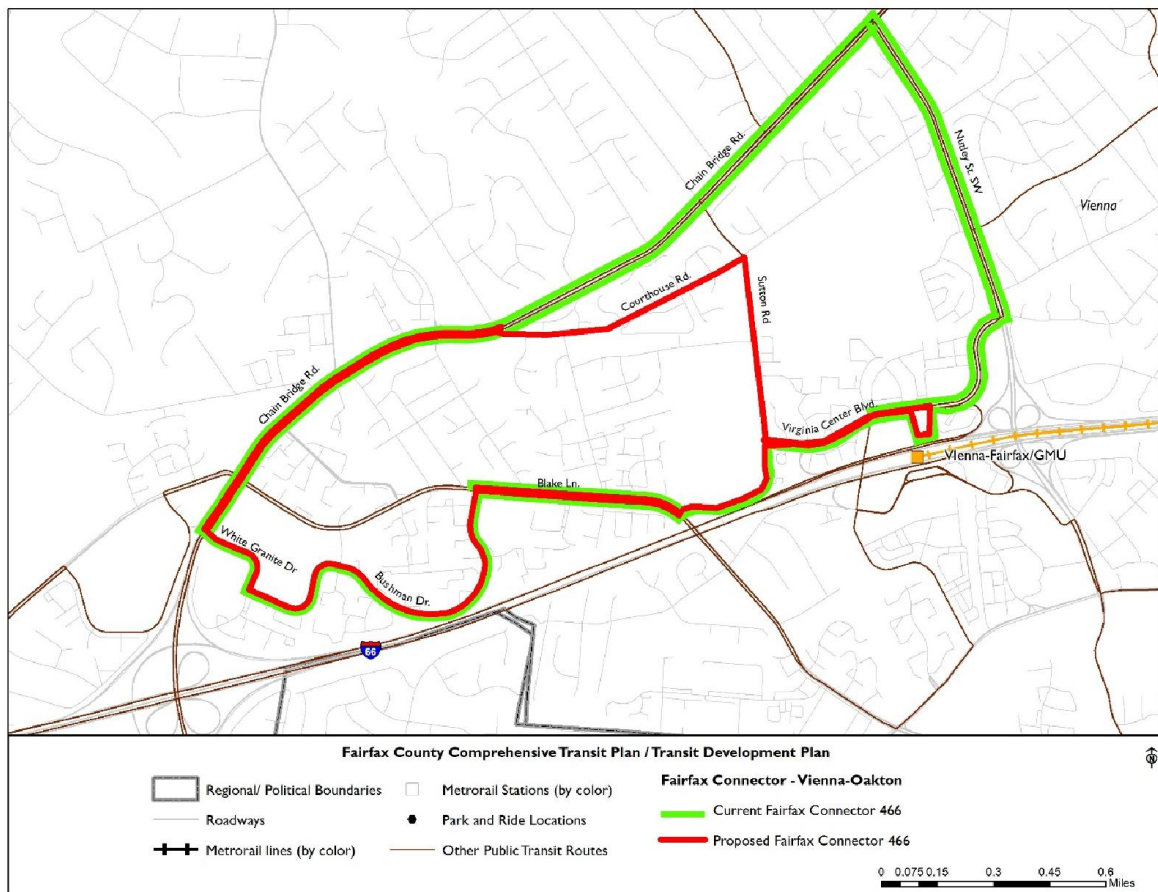 Chain Bridge Rd.
Nutley St. SW
Vienna
Courthouse Rd.
Sutton Rd
Chain Bridge Rd.
Virginia Center Blvd.
Vienna-Fairfax/GMU
Blake Ln.
White Granite Dr
Bushman Dr.
66
Fairfax County Comprehensive Transit Plan / Transit Development Plan
N
Regional/ Political Boundaries
Metrorail Stations (by color)
Fairfax Connector - Vienna-Oakton
Roadways
Park and Ride Locations
Current Fairfax Connector 466
Metrorail lines (by color)
Other Public Transit Routes
Proposed Fairfax Connector 466
0 0.075 0.15 0.3 0.45 0.6
Miles